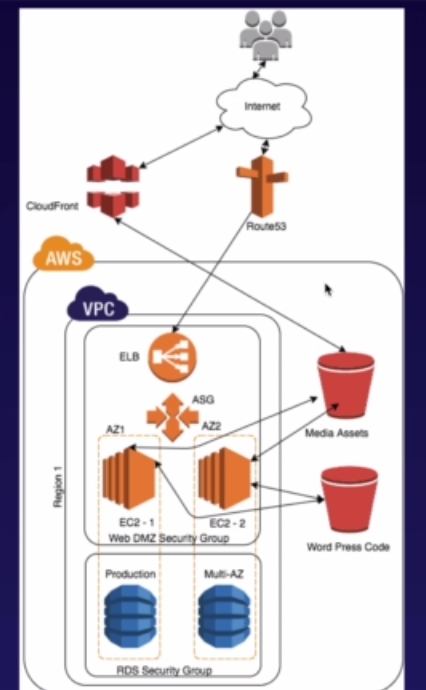 Internet
CloudFront
Route53
AWS
VPC
ELB
ASG
AZ1
AZ2
Media Assets
Region 1
EC2 - 1
EC2 - 2
Web DMZ Security Group
Word Press Code
Production
Multi-AZ
RDS Security Group